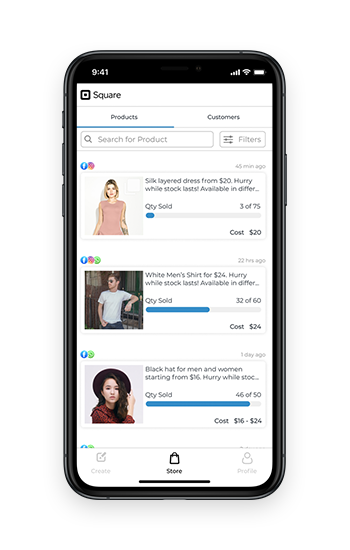 9:41
Square
Products Customers
Search for Product Filters
45 min ago
Silk layered dress from $20. Hurry
while stock lasts! Available in differ...
Qty Sold 3 of 75
Cost $20
22 hrs ago
White Men's Shirt for $24. Hurry
while stock lasts! Available in differ...
Qty Sold 32 of 60
Cost $24
1 day ago
Black hat for men and women
starting from $16. Hurry while stoc...
Qty Sold 46 of 50
Cost $16 - $24
Create Store Profile